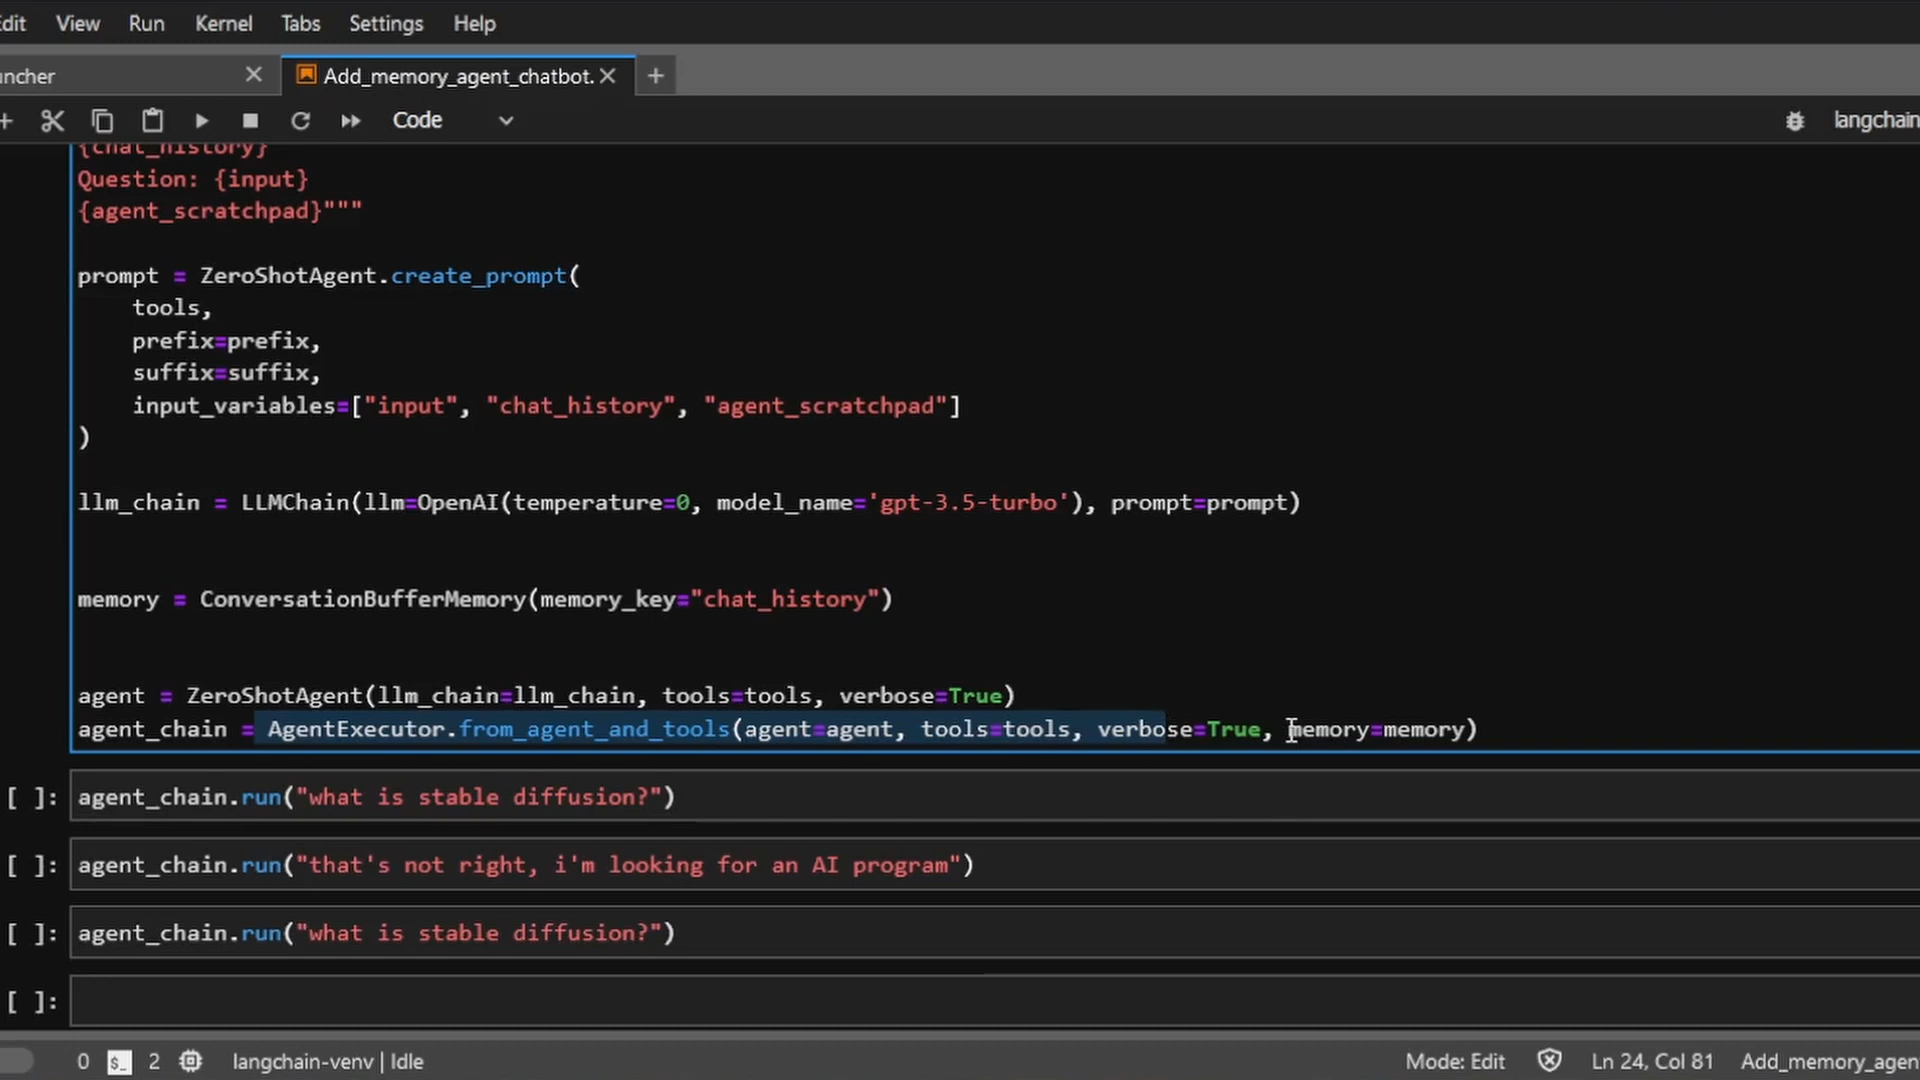 dit View Run Kernel Tabs Settings Help
ncher Add_memory_agent_chatbot.
Code langchain
{chat_history}
Question: {input}
{agent_scratchpad}"""
prompt = ZeroShotAgent.create_prompt(
tools,
prefix=prefix,
suffix=suffix,
input_variables=["input", "chat_history", "agent_scratchpad"]
)
llm_chain = LLMChain(llm=OpenAI(temperature=0, model_name='gpt-3.5-turbo'), prompt=prompt)
memory = ConversationBufferMemory(memory_key="chat_history")
agent = ZeroShotAgent(llm_chain=llm_chain, tools=tools, verbose=True)
agent_chain = AgentExecutor.from_agent_and_tools(agent=agent, tools=tools, verbose=True, memory=memory)
[ ]: agent_chain.run("what is stable diffusion?")
[ ]: agent_chain.run("that's not right, i'm looking for an AI program")
[ ]: agent_chain.run("what is stable diffusion?")
[ ]:
0 $_ 2 langchain-venv | Idle Mode: Edit Ln 24, Col 81 Add_memory_agen